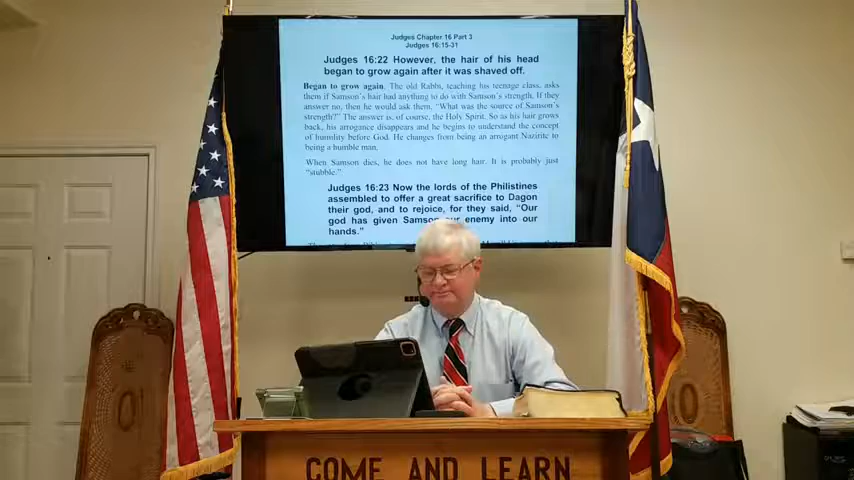 Judges Chapter 16 Part 3
Judges 16:15-31
Judges 16:22 However, the hair of his head
began to grow again after it was shaved off.
Began to grow again. The old Rabbi, teaching his teenage class, asks
them if Samson's hair had anything to do with Samson's strength. If they
answer no, then he would ask them, "What was the source of Samson's
strength?" The answer is, of course, the Holy Spirit. So as his hair grows
back, his arrogance disappears and he begins to understand the concept
of humility before God. He changes from being an arrogant Nazirite to
being a humble man.
When Samson dies, he does not have long hair. It is probably just
"stubble."
Judges 16:23 Now the lords of the Philistines
assembled to offer a great sacrifice to Dagon
their god, and to rejoice, for they said, "Our
god has given Samson our enemy into our
hands."
COME AND LEARN